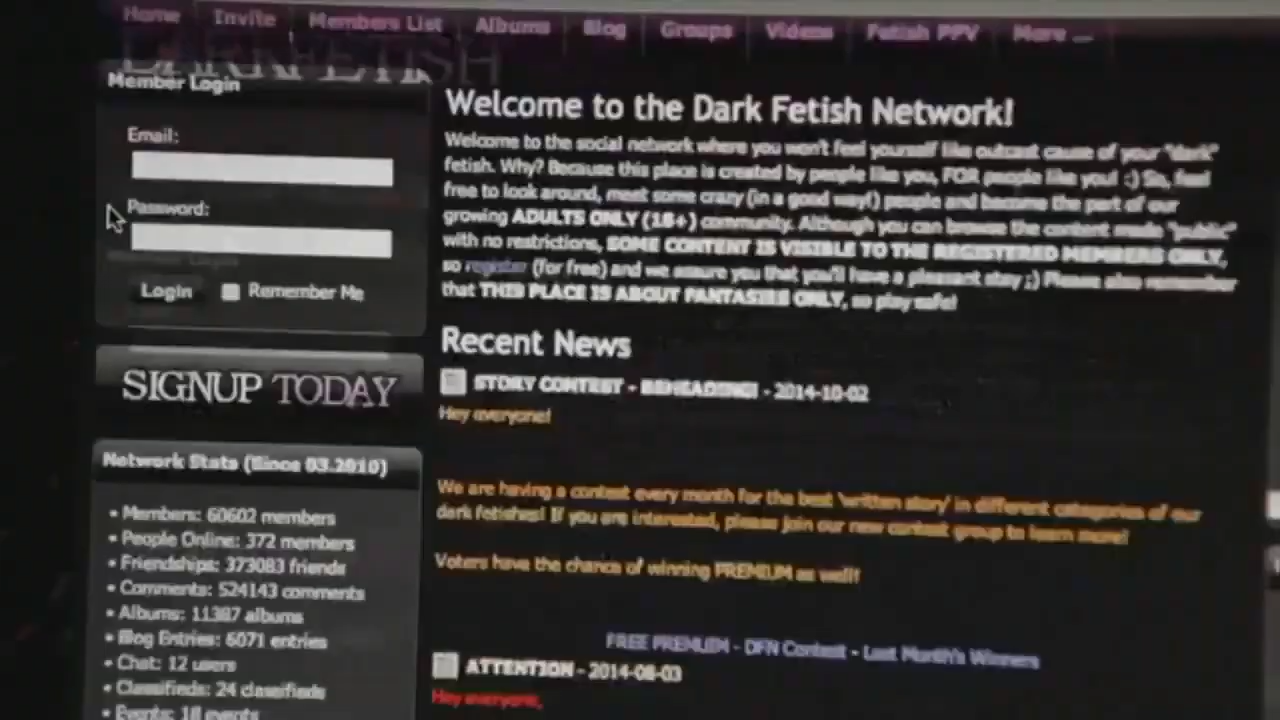 Home Invite Members List Albums Blog Groups Videos Fetish PPV More ...
DARKFETISH
Member Login
Email:
Password:
Login Remember Me
SIGNUP TODAY
Network Stats (Since 03.2010)
• Members: 60602 members
• People Online: 372 members
• Friendships: 373083 friends
• Comments: 524143 comments
• Albums: 11387 albums
• Blog Entries: 6071 entries
• Chat: 12 users
• Classifieds: 24 classifieds
• Events: 18 events
Welcome to the Dark Fetish Network!
Welcome to the social network where you won't feel yourself like outcast cause of your "dark"
fetish. Why? Because this place is created by people like you, FOR people like you! :) So, feel
free to look around, meet some crazy (in a good way!) people and become the part of our
growing ADULTS ONLY (18+) community. Although you can browse the content made "public"
with no restrictions, SOME CONTENT IS VISIBLE TO THE REGISTERED MEMBERS ONLY,
so register (for free) and we assure you that you'll have a pleasant stay ;) Please also remember
that THIS PLACE IS ABOUT FANTASIES ONLY, so play safe!
Recent News
STORY CONTEST - BEHEADING! - 2014-10-02
Hey everyone!
We are having a contest every month for the best 'written story' in different categories of our
dark fetishes! If you are interested, please join our new contest group to learn more!
Voters have the chance of winning PREMIUM as well!
FREE PREMIUM - DFN Contest - Last Month's Winners
ATTENTION - 2014-08-03
Hey everyone,